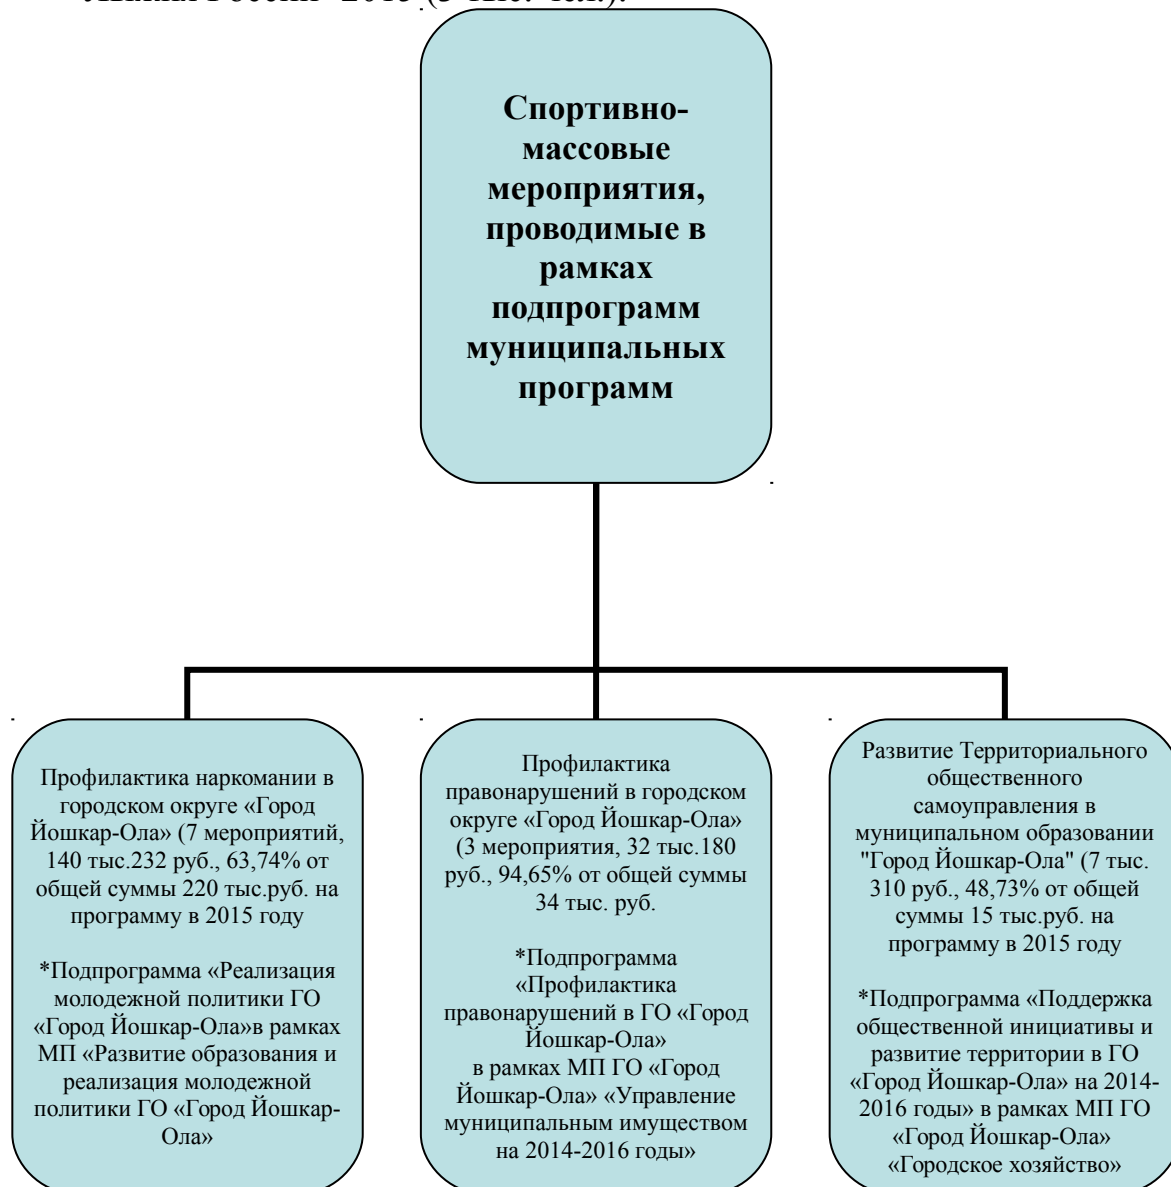 "Лыжня России -2015 (3 тыс. чел.).
Спортивно-
массовые
мероприятия,
проводимые в
рамках
подпрограмм
муниципальных
программ
Профилактика наркомании в
городском округе «Город
Йошкар-Ола» (7 мероприятий,
140 тыс.232 руб., 63,74% от
общей суммы 220 тыс.руб. на
программу в 2015 году
*Подпрограмма «Реализация
молодежной политики ГО
«Город Йошкар-Ола»в рамках
МП «Развитие образования и
реализация молодежной
политики ГО «Город Йошкар-
Ола»
Профилактика
правонарушений в городском
округе «Город Йошкар-Ола»
(3 мероприятия, 32 тыс.180
руб., 94,65% от общей суммы
34 тыс. руб.
*Подпрограмма
«Профилактика
правонарушений в ГО «Город
Йошкар-Ола»
в рамках МП ГО «Город
Йошкар-Ола» «Управление
муниципальным имуществом
на 2014-2016 годы»
Развитие Территориального
общественного
самоуправления в
муниципальном образовании
"Город Йошкар-Ола" (7 тыс.
310 руб., 48,73% от общей
суммы 15 тыс.руб. на
программу в 2015 году
*Подпрограмма «Поддержка
общественной инициативы и
развитие территории в ГО
«Город Йошкар-Ола» на 2014-
2016 годы» в рамках МП ГО
«Город Йошкар-Ола»
«Городское хозяйство»